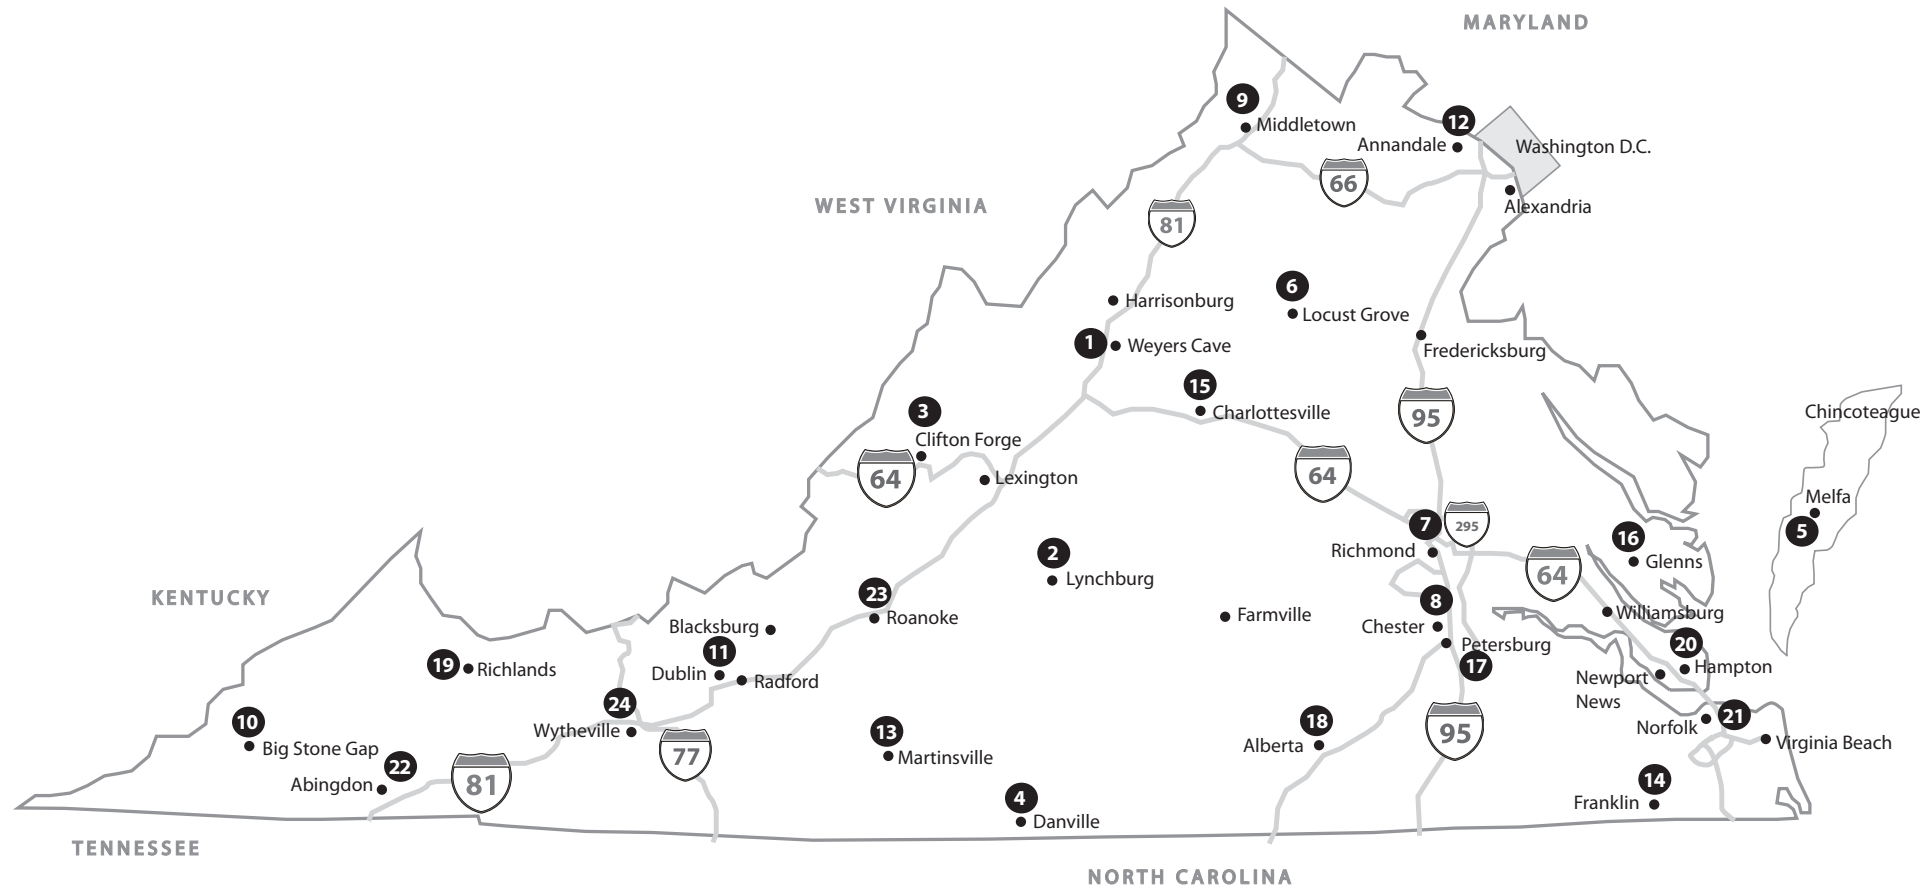 MARYLAND
9
Middletown
12
Annandale
Washington D.C.
66
Alexandria
WEST VIRGINIA
81
6
Harrisonburg
Locust Grove
1
Weyers Cave
Fredericksburg
15
Charlottesville
95
Chincoteague
3
Clifton Forge
64
Lexington
64
Melfa
5
7
295
Richmond
16
Glenns
2
Lynchburg
64
KENTUCKY
23
Roanoke
8
Farmville
Williamsburg
Chester
Blacksburg
11
Petersburg
17
20
Hampton
19
Richlands
Dublin
Radford
Newport
News
24
Wytheville
10
Big Stone Gap
13
Martinsville
18
Alberta
95
21
Norfolk
Virginia Beach
77
22
Abingdon
81
4
Danville
14
Franklin
TENNESSEE
NORTH CAROLINA